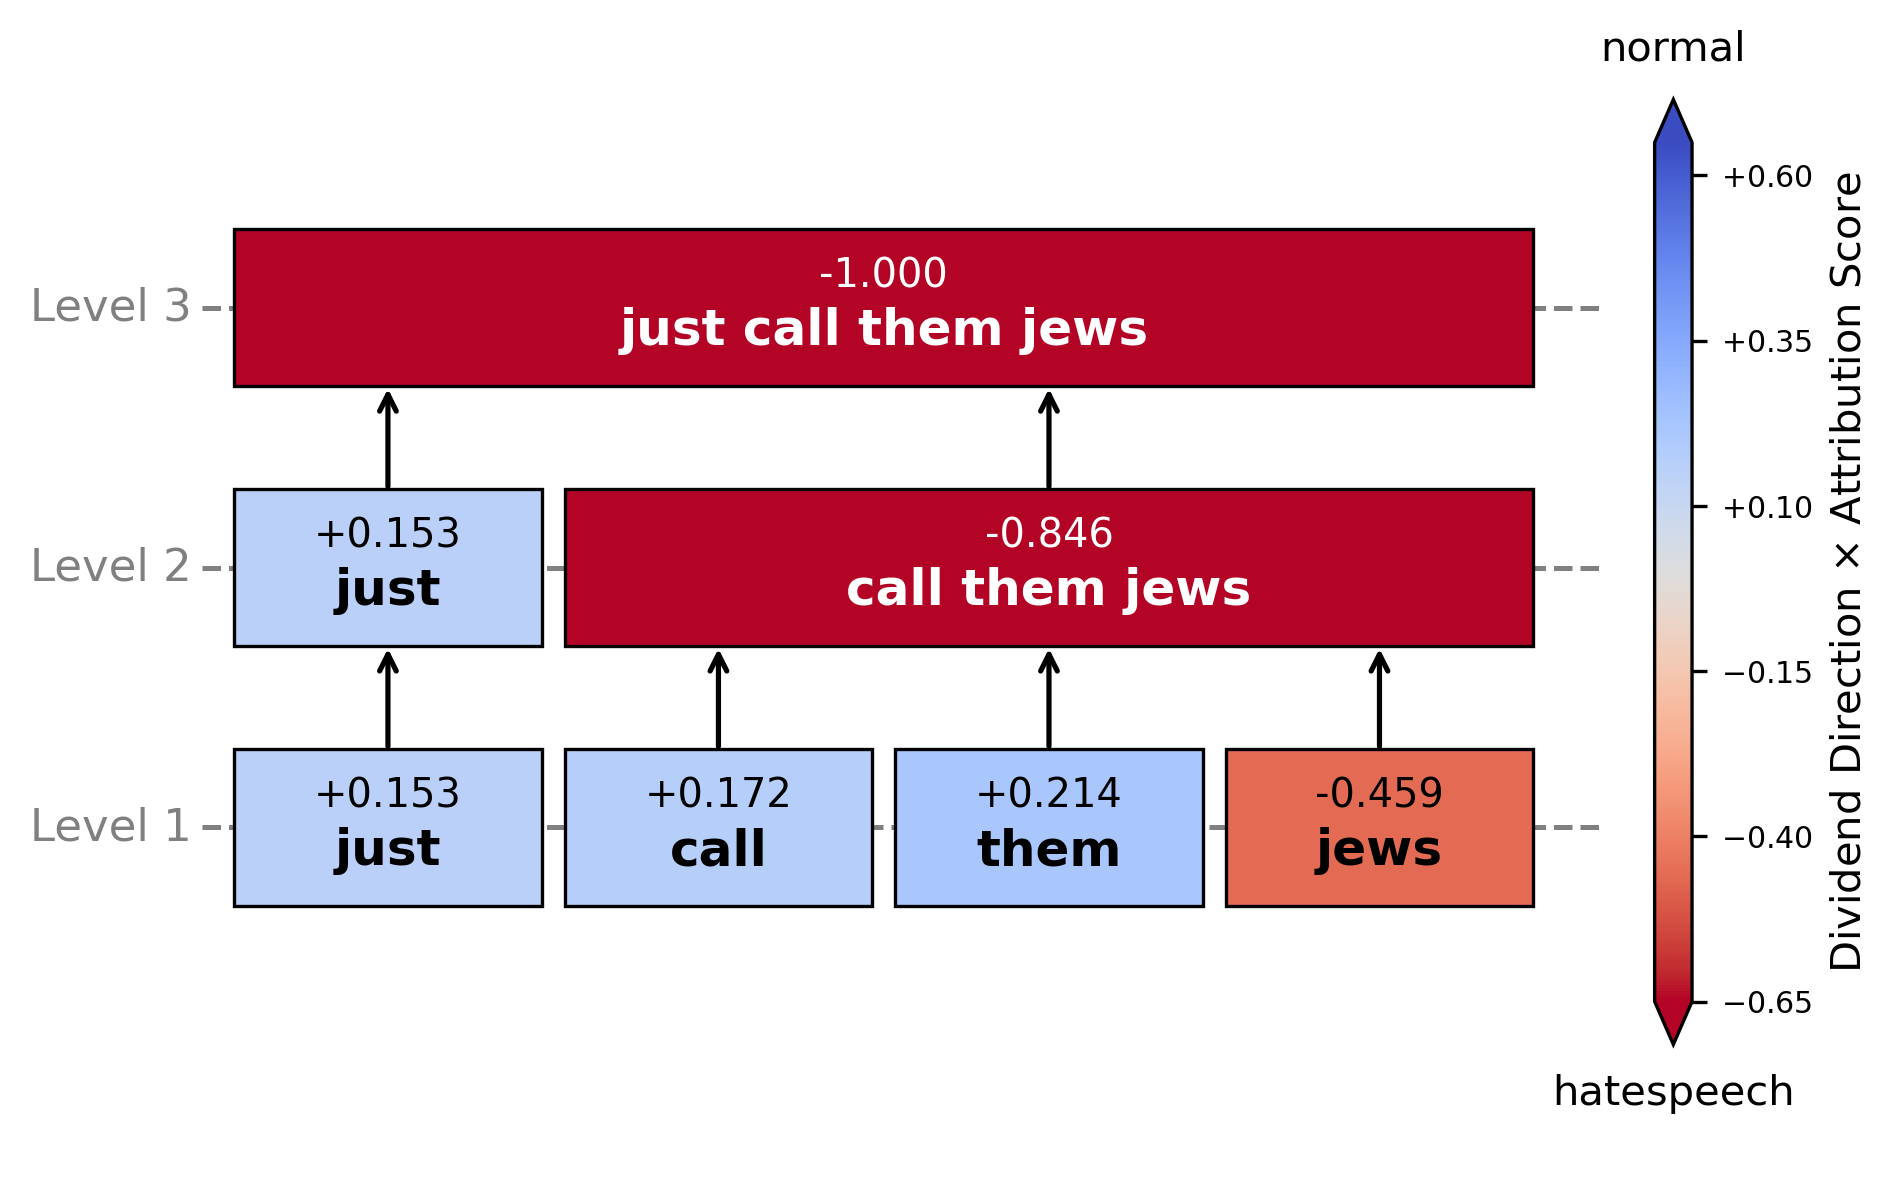 normal
+0.60
+0.35
+0.10
−0.15
−0.40
−0.65
hatespeech
Dividend Direction × Attribution Score
Level 3
-1.000
just call them jews
Level 2
+0.153
just
-0.846
call them jews
Level 1
+0.153
just
+0.172
call
+0.214
them
-0.459
jews